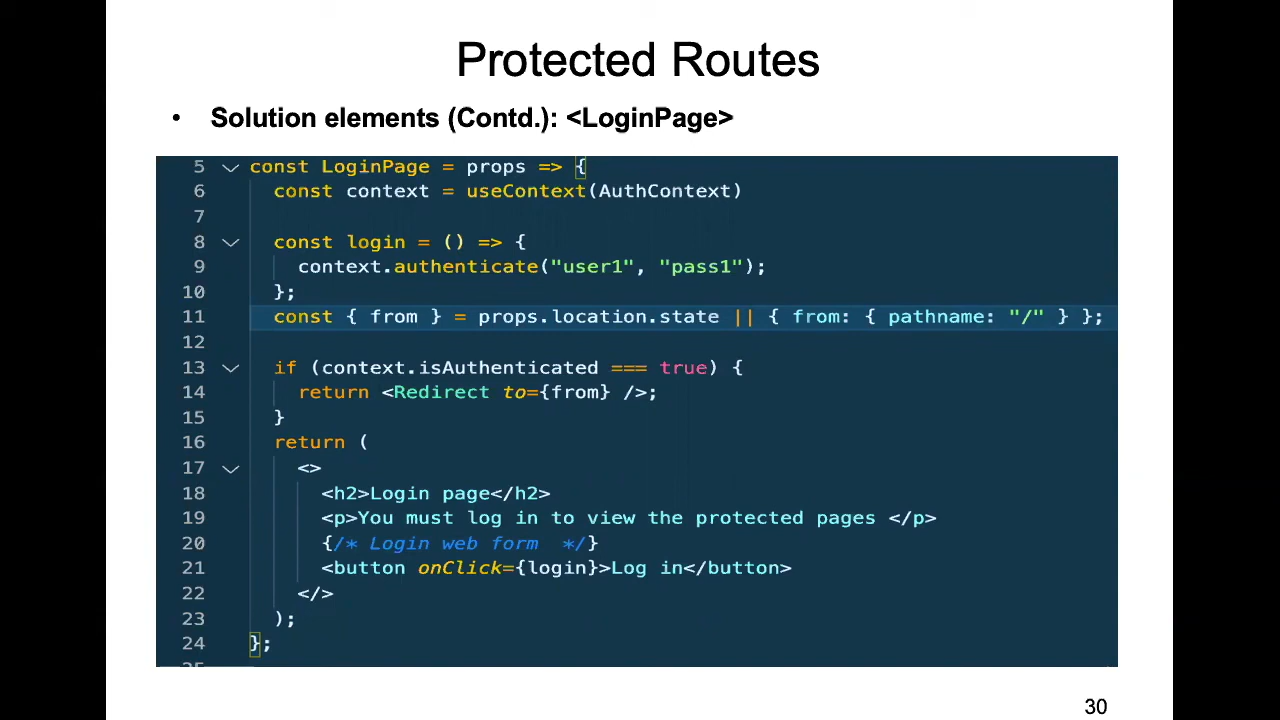 Protected Routes
• Solution elements (Contd.): <LoginPage>
5 const LoginPage = props => {
6 const context = useContext(AuthContext)
7
8 const login = () => {
9 context.authenticate("user1", "pass1");
10 };
11 const { from } = props.location.state || { from: { pathname: "/" } };
12
13 if (context.isAuthenticated === true) {
14 return <Redirect to={from} />;
15 }
16 return (
17 <>
18 <h2>Login page</h2>
19 <p>You must log in to view the protected pages </p>
20 {/* Login web form  */}
21 <button onClick={login}>Log in</button>
22 </>
23 );
24 };
30